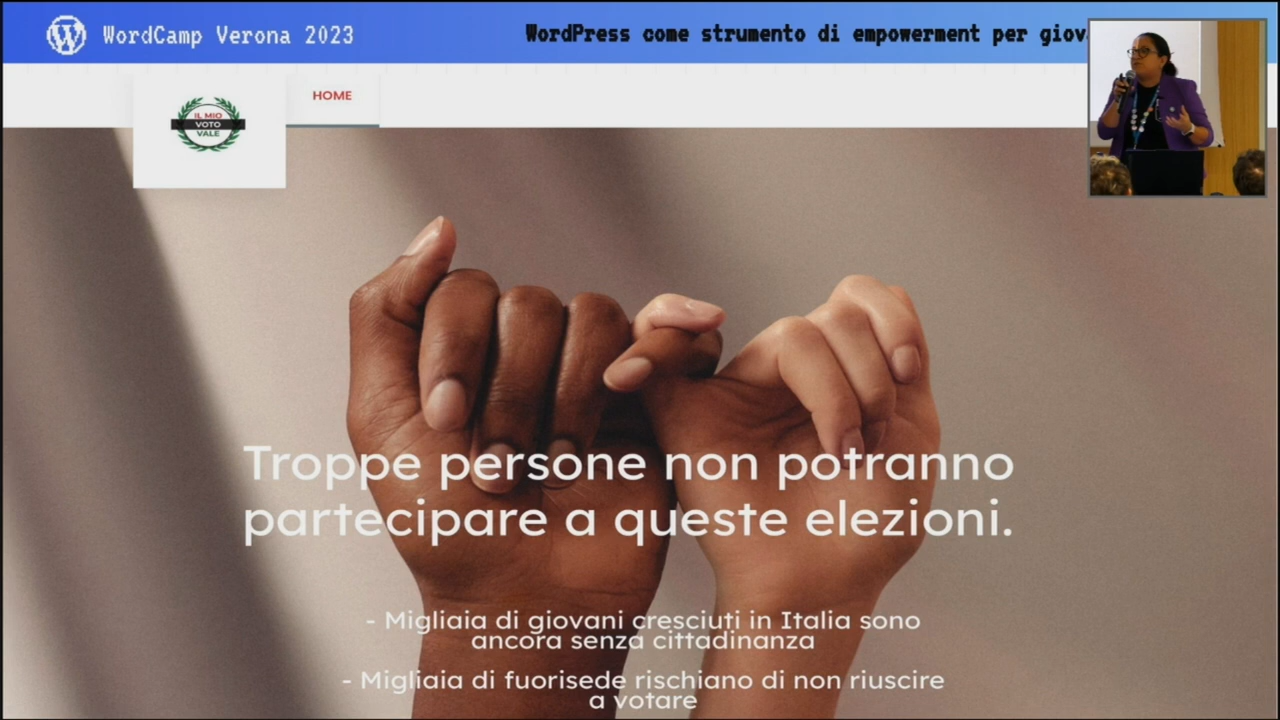 WordCamp Verona 2023
WordPress come strumento di empowerment per
HOME
IL MIO
VOTO
VALE
Troppe persone non potranno
partecipare a queste elezioni.
- Migliaia di giovani cresciuti in Italia sono
ancora senza cittadinanza
- Migliaia di fuorisede rischiano di non riuscire
a votare